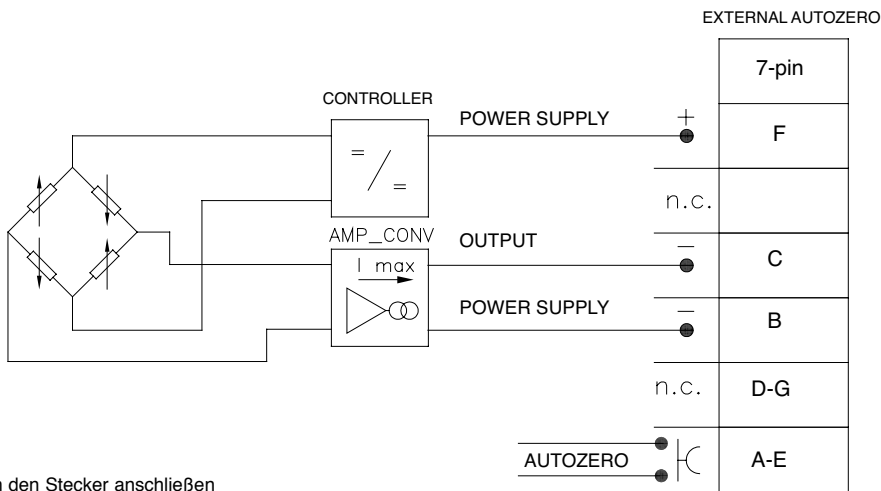 EXTERNAL AUTOZERO
7-pin
CONTROLLER
POWER SUPPLY
+
F
=
/
=
n.c.
AMP_CONV
OUTPUT
–
C
I max
POWER SUPPLY
–
B
n.c.
D-G
AUTOZERO
A-E
den Stecker anschließen